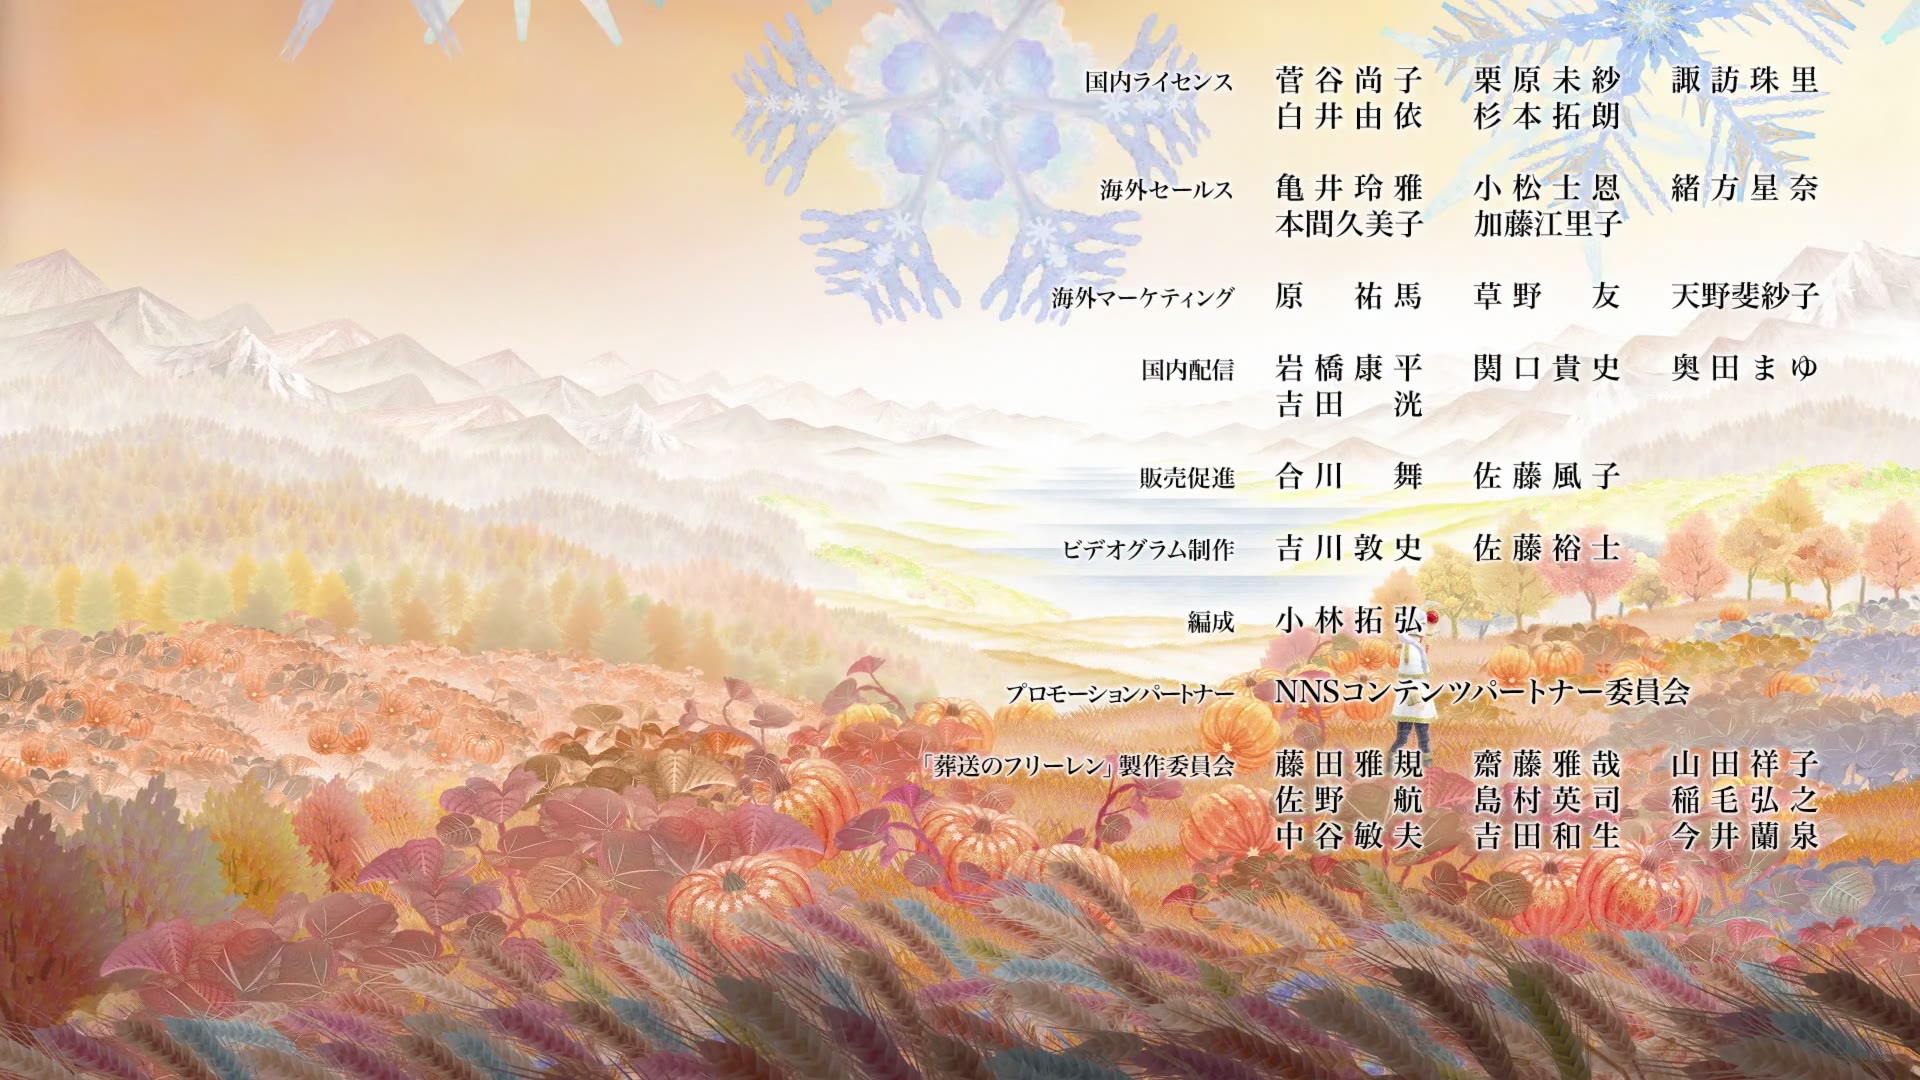 国内ライセンス 菅谷尚子 栗原未紗 諏訪珠里
白井由依 杉本拓朗
海外セールス 亀井玲雅 小松士恩 緒方星奈
本間久美子 加藤江里子
海外マーケティング 原祐馬 草野友 天野斐紗子
国内配信 岩橋康平 関口貴史 奥田まゆ
吉田洸
販売促進 合川舞 佐藤風子
ビデオグラム制作 吉川敦史 佐藤裕士
編成 小林拓弘
プロモーションパートナー NNSコンテンツパートナー委員会
「葬送のフリーレン」製作委員会 藤田雅規 齋藤雅哉 山田祥子
佐野航 島村英司 稲毛弘之
中谷敏夫 吉田和生 今井蘭泉